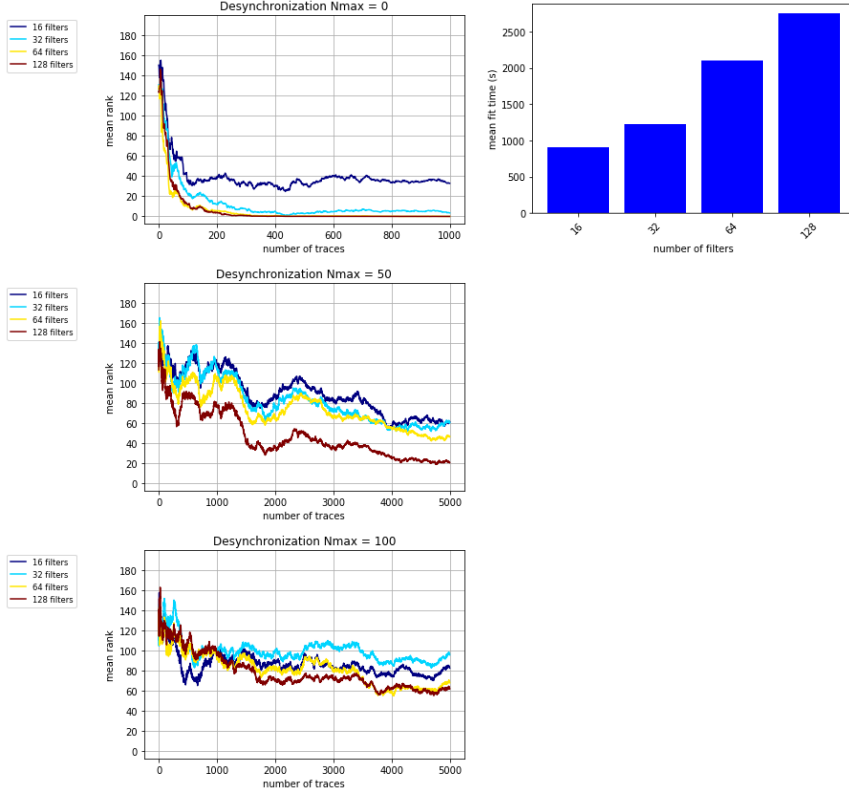 Desynchronization Nmax = 0
16 filters
32 filters
64 filters
128 filters
mean rank
180
160
140
120
100
80
60
40
20
0
0 200 400 600 800 1000
number of traces
mean fit time (s)
2500
2000
1500
1000
500
0
16 32 64 128
number of filters
Desynchronization Nmax = 50
16 filters
32 filters
64 filters
128 filters
mean rank
180
160
140
120
100
80
60
40
20
0
0 1000 2000 3000 4000 5000
number of traces
Desynchronization Nmax = 100
16 filters
32 filters
64 filters
128 filters
mean rank
180
160
140
120
100
80
60
40
20
0
0 1000 2000 3000 4000 5000
number of traces